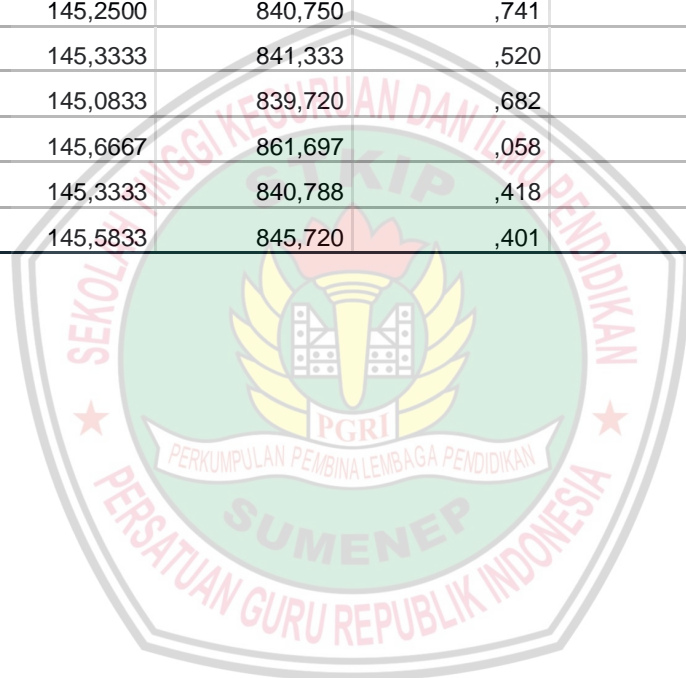 145,2500 840,750 ,741
145,3333 841,333 ,520
145,0833 839,720 ,682
145,6667 861,697 ,058
145,3333 840,788 ,418
145,5833 845,720 ,401
SEKOLAH TINGGI KEGURUAN DAN ILMU PENDIDIKAN
STKIP
PGRI
PERKUMPULAN PEMBINA LEMBAGA PENDIDIKAN
SUMENEP
PERSATUAN GURU REPUBLIK INDONESIA